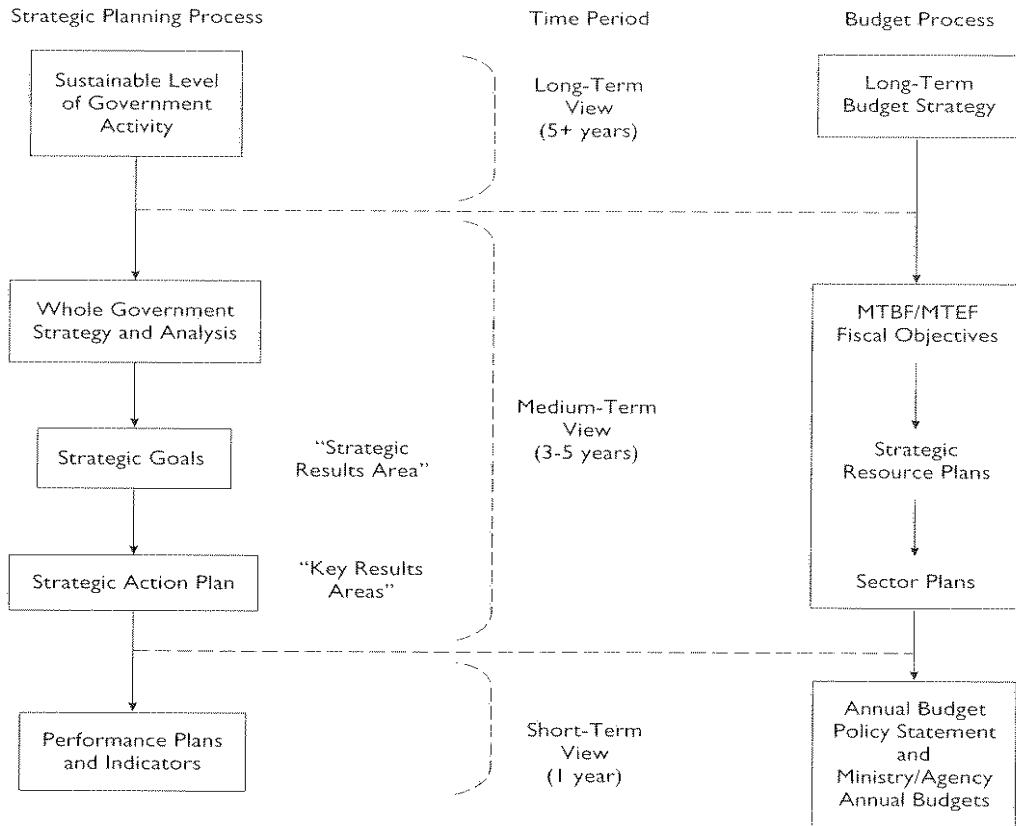 Strategic Planning Process
Time Period
Budget Process
Sustainable Level
of Government
Activity
Long-Term
View
(5+ years)
Long-Term
Budget Strategy
Whole Government
Strategy and Analysis
MTBF/MTEF
Fiscal Objectives
Medium-Term
View
(3-5 years)
Strategic Goals
"Strategic
Results Area"
Strategic
Resource Plans
Strategic Action Plan
"Key Results
Areas"
Sector Plans
Performance Plans
and Indicators
Short-Term
View
(1 year)
Annual Budget
Policy Statement
and
Ministry/Agency
Annual Budgets